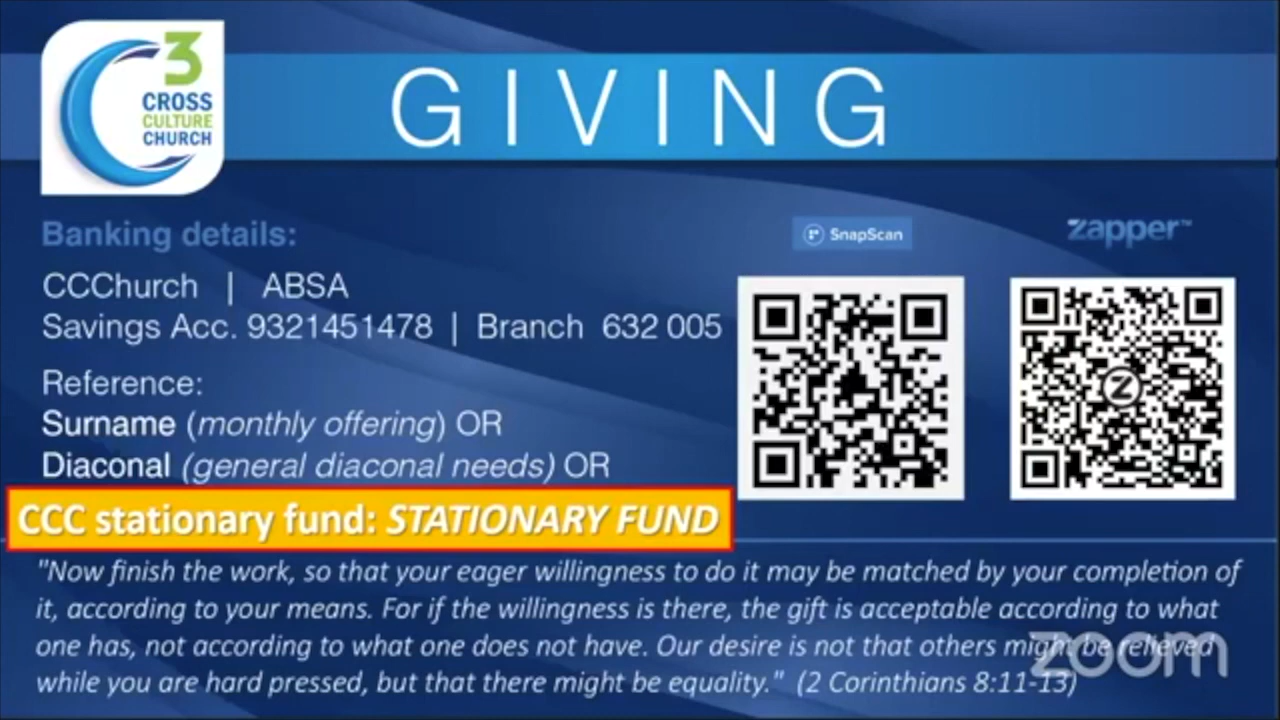 3
CROSS
CULTURE
CHURCH
GIVING
Banking details:
CCChurch | ABSA
Savings Acc. 9321451478 | Branch 632 005
Reference:
Surname (monthly offering) OR
Diaconal (general diaconal needs) OR
CCC stationary fund: STATIONARY FUND
SnapScan
zapper™
Z
"Now finish the work, so that your eager willingness to do it may be matched by your completion of
it, according to your means. For if the willingness is there, the gift is acceptable according to what
one has, not according to what one does not have. Our desire is not that others might be relieved
while you are hard pressed, but that there might be equality." (2 Corinthians 8:11-13)
zoom